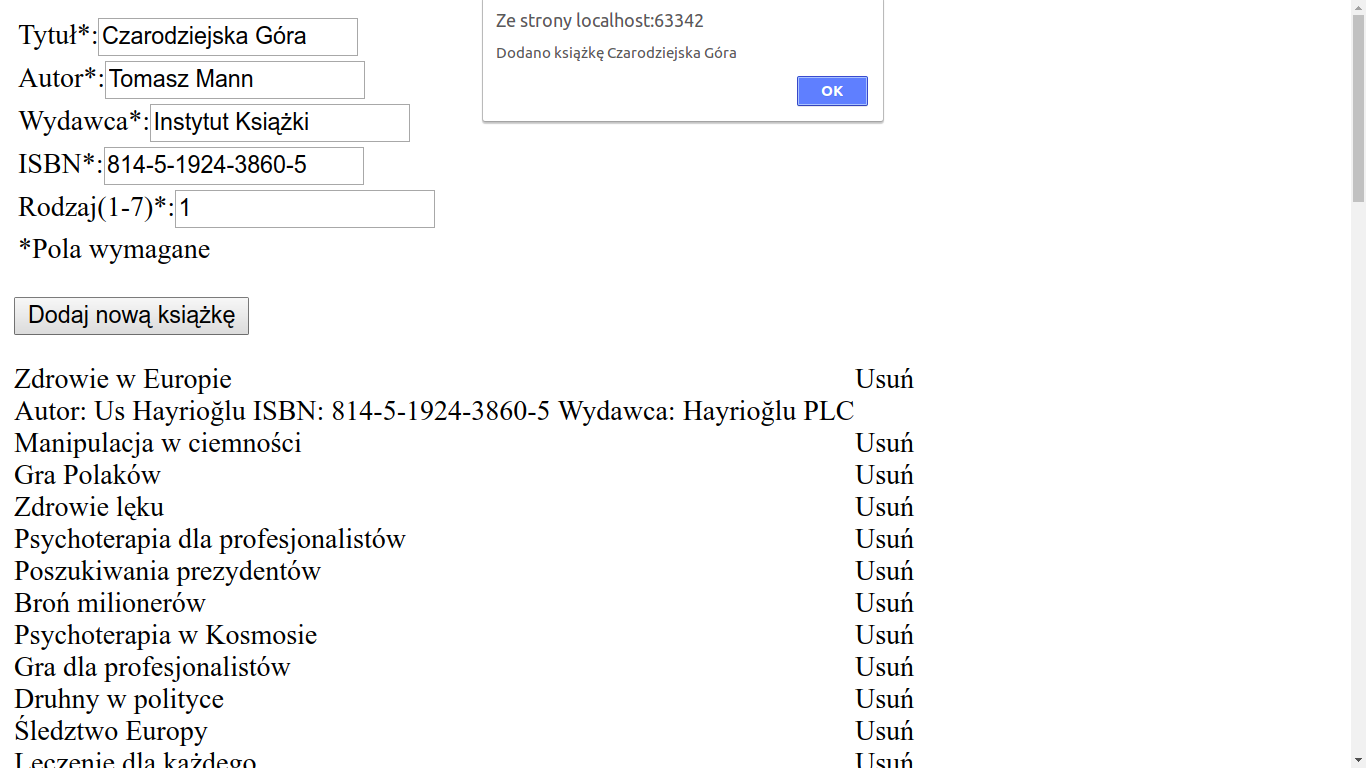 Tytuł*: Czarodziejska Góra
Autor*: Tomasz Mann
Wydawca*: Instytut Książki
ISBN*: 814-5-1924-3860-5
Rodzaj(1-7)*: 1
*Pola wymagane
Dodaj nową książkę
Ze strony localhost:63342
Dodano książkę Czarodziejska Góra
OK
Zdrowie w Europie Usuń
Autor: Us Hayrioğlu ISBN: 814-5-1924-3860-5 Wydawca: Hayrioğlu PLC
Manipulacja w ciemności Usuń
Gra Polaków Usuń
Zdrowie lęku Usuń
Psychoterapia dla profesjonalistów Usuń
Poszukiwania prezydentów Usuń
Broń milionerów Usuń
Psychoterapia w Kosmosie Usuń
Gra dla profesjonalistów Usuń
Druhny w polityce Usuń
Śledztwo Europy Usuń
Leczenie dla każdego Usuń